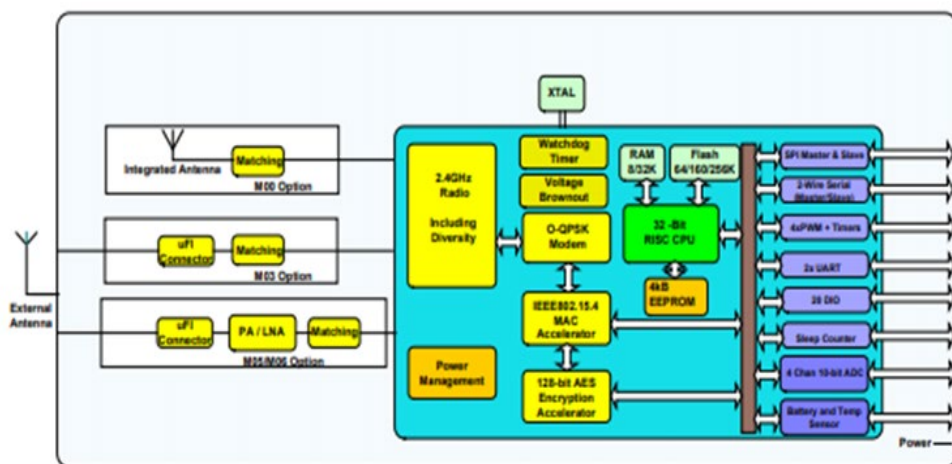 XTAL
Integrated Antenna
Matching
M00 Option
uFl
Connector
Matching
M03 Option
External
Antenna
uFl
Connector
PA / LNA
Matching
M05/M06 Option
2.4GHz
Radio
Including
Diversity
Power
Management
Watchdog
Timer
Voltage
Brownout
O-QPSK
Modem
IEEE802.15.4
MAC
Accelerator
128-bit AES
Encryption
Accelerator
RAM
8/32K
Flash
64/160/256K
32 -Bit
RISC CPU
4kB
EEPROM
SPI Master & Slave
2-Wire Serial
(Master/Slave)
4xPWM + Timers
2x UART
20 DIO
Sleep Counter
4 Chan 10-bit ADC
Battery and Temp
Sensor
Power